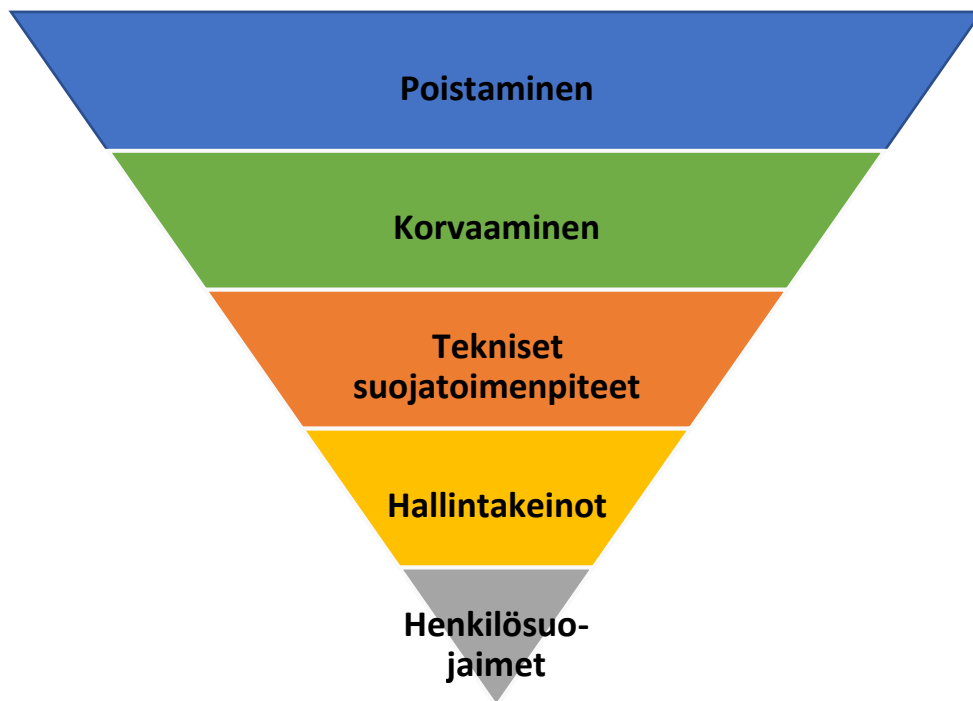 Poistaminen
Korvaaminen
Tekniset
suojatoimenpiteet
Hallintakeinot
Henkilösuo-
jaimet